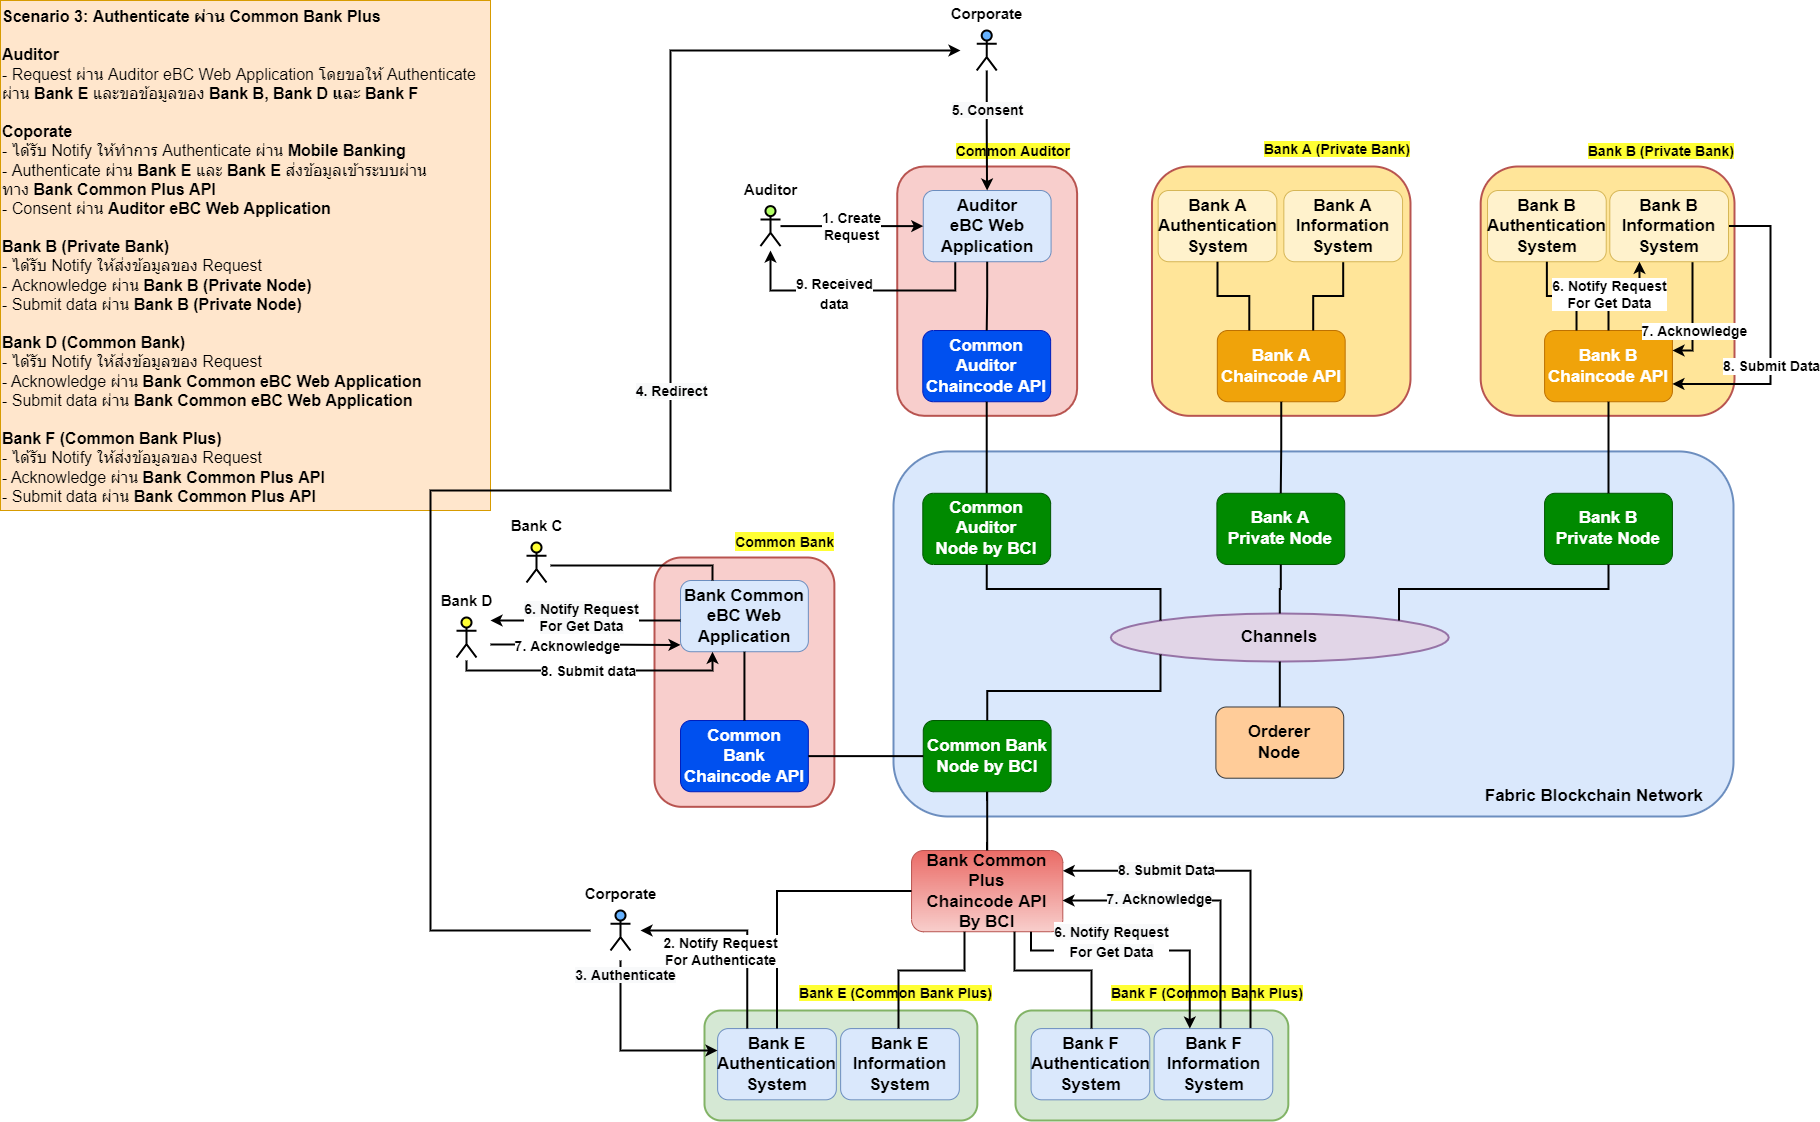 Scenario 3: Authenticate ผ่าน Common Bank Plus
Auditor
- Request ผ่าน Auditor eBC Web Application โดยขอให้ Authenticate
ผ่าน Bank E และขอข้อมูลของ Bank B, Bank D และ Bank F
Coporate
- ได้รับ Notify ให้ทำการ Authenticate ผ่าน Mobile Banking
- Authenticate ผ่าน Bank E และ Bank E ส่งข้อมูลเข้าระบบผ่าน
ทาง Bank Common Plus API
- Consent ผ่าน Auditor eBC Web Application
Bank B (Private Bank)
- ได้รับ Notify ให้ส่งข้อมูลของ Request
- Acknowledge ผ่าน Bank B (Private Node)
- Submit data ผ่าน Bank B (Private Node)
Bank D (Common Bank)
- ได้รับ Notify ให้ส่งข้อมูลของ Request
- Acknowledge ผ่าน Bank Common eBC Web Application
- Submit data ผ่าน Bank Common eBC Web Application
Bank F (Common Bank Plus)
- ได้รับ Notify ให้ส่งข้อมูลของ Request
- Acknowledge ผ่าน Bank Common Plus API
- Submit data ผ่าน Bank Common Plus API
Corporate
5. Consent
4. Redirect
Common Auditor
Auditor
1. Create
Request
9. Received
data
Auditor
eBC Web
Application
Common
Auditor
Chaincode API
Bank A (Private Bank)
Bank A
Authentication
System
Bank A
Information
System
Bank A
Chaincode API
Bank B (Private Bank)
Bank B
Authentication
System
Bank B
Information
System
6. Notify Request
For Get Data
7. Acknowledge
8. Submit Data
Bank B
Chaincode API
Common
Auditor
Node by BCI
Bank A
Private Node
Bank B
Private Node
Channels
Orderer
Node
Common Bank
Node by BCI
Fabric Blockchain Network
Bank C
Bank D
Common Bank
6. Notify Request
For Get Data
7. Acknowledge
8. Submit data
Bank Common
eBC Web
Application
Common
Bank
Chaincode API
Bank Common
Plus
Chaincode API
By BCI
8. Submit Data
7. Acknowledge
6. Notify Request
For Get Data
Corporate
2. Notify Request
For Authenticate
3. Authenticate
Bank E (Common Bank Plus)
Bank E
Authentication
System
Bank E
Information
System
Bank F (Common Bank Plus)
Bank F
Authentication
System
Bank F
Information
System